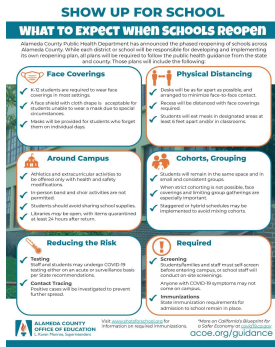 SHOW UP FOR SCHOOL
WHAT TO EXPECT WHEN SCHOOLS REOPEN
Alameda County Public Health Department has announced the phased reopening of schools across
Alameda County. While each district or school will be responsible for developing and implementing
its own reopening plan, all plans will be required to follow the public health guidance from the state
and county. Those plans will include the following:
Face Coverings
K-12 students are required to wear face
coverings in most settings.
A face shield with cloth drape is acceptable for
students unable to wear a mask due to special
circumstances.
Masks will be provided for students who forget
them on individual days.
Physical Distancing
Desks will be as far apart as possible, and
arranged to minimize face-to-face contact.
Recess will be distanced with face coverings
required.
Students will eat meals in designated areas at
least 6 feet apart and/or in classrooms.
Around Campus
Athletics and extracurricular activities to
be offered only with health and safety
modifications.
In-person band and choir activities are not
permitted.
Students should avoid sharing school supplies.
Libraries may be open, with items quarantined
at least 24 hours after return.
Cohorts, Grouping
Students will remain in the same space and in
small and consistent groups.
When strict cohorting is not possible, face
coverings and limiting group gatherings are
especially important.
Staggered or hybrid schedules may be
implemented to avoid mixing cohorts.
Reducing the Risk
Testing
Staff and students may undergo COVID-19
testing either on an acute or surveillance basis
per State recommendations.
Contact Tracing
Positive cases will be investigated to prevent
further spread.
Required
Screening
Students/families and staff must self-screen
before entering campus, or school staff will
conduct on-site screenings.
Anyone with COVID-19 symptoms may not
come on campus.
Immunizations
State immunization requirements for
admission to school remain in place.
ALAMEDA COUNTY
OFFICE OF EDUCATION
L. Karen Monroe, Superintendent
Visit www.shotsforschool.org for
information on required immunizations.
*More on California's Blueprint for
a Safer Economy at covid19.ca.gov
acoe.org/guidance